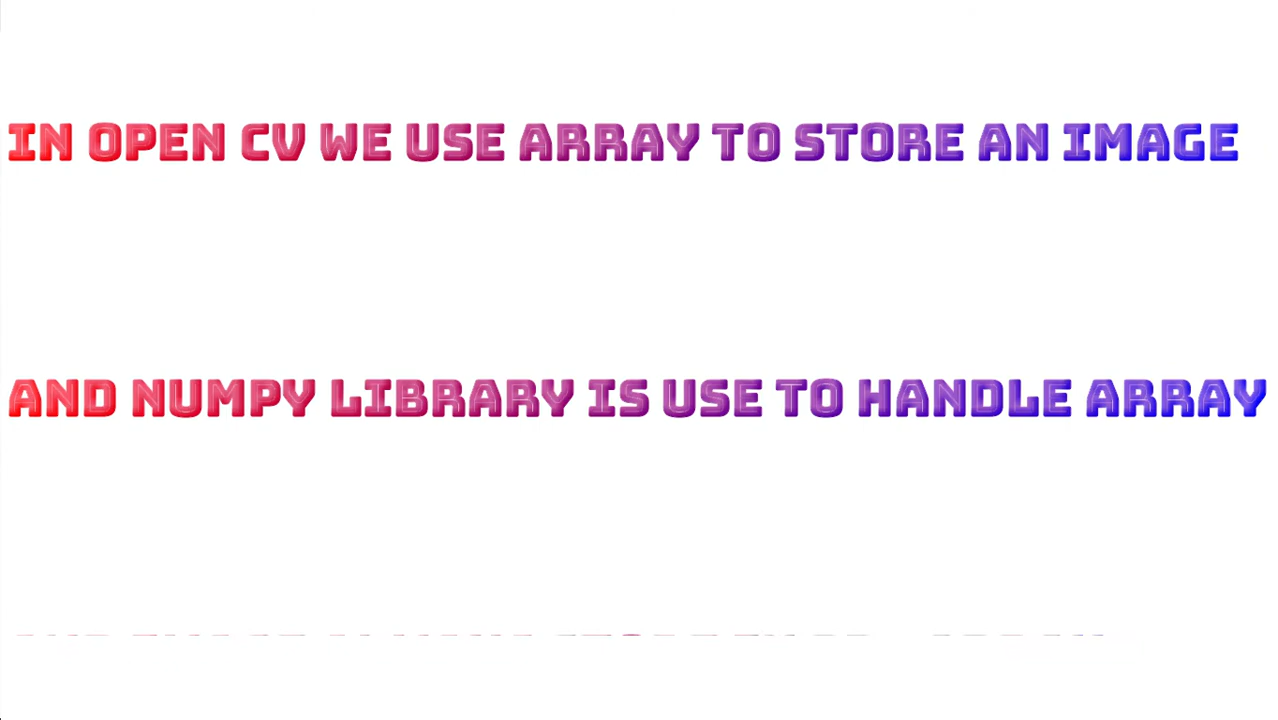 IN OPEN CV WE USE ARRAY TO STORE AN IMAGE
AND NUMPY LIBRARY IS USE TO HANDLE ARRAY